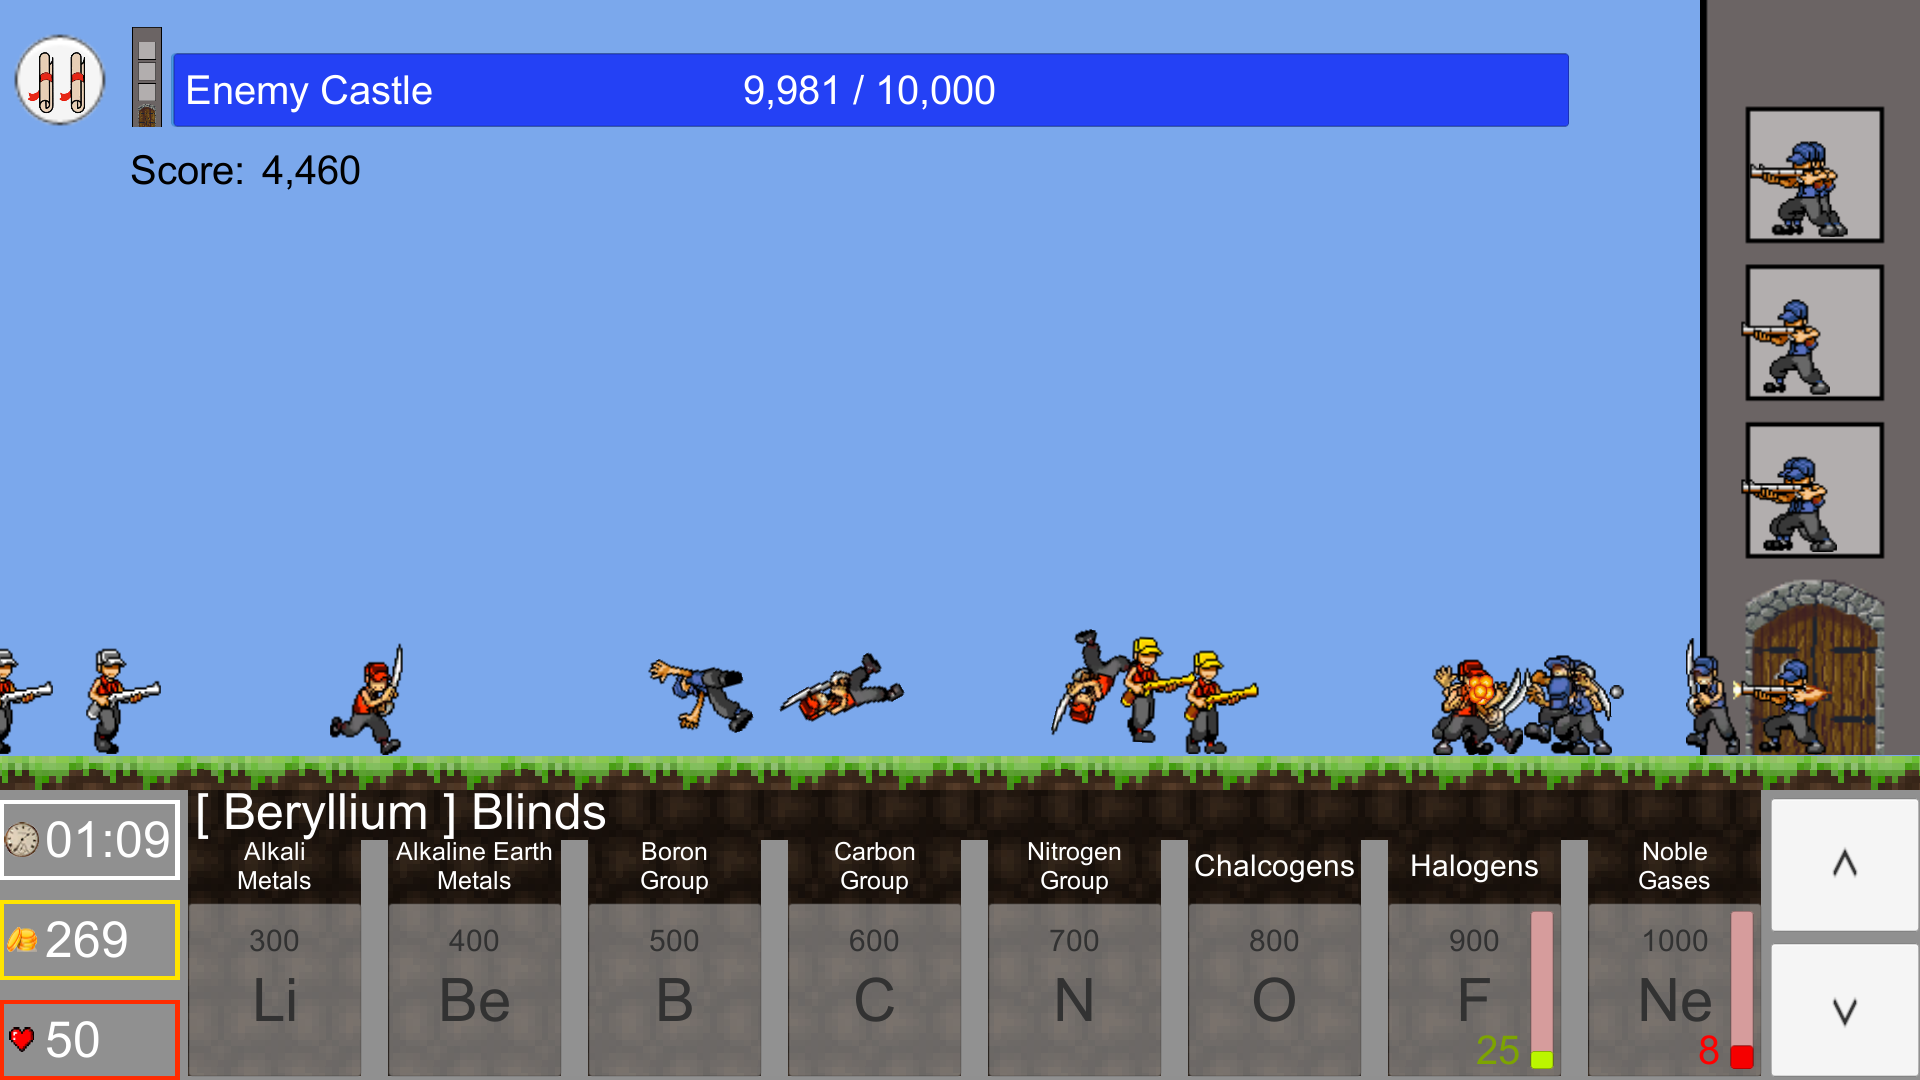 Enemy Castle 9,981 / 10,000
Score: 4,460
01:09
269
50
[ Beryllium ] Blinds
Alkali
Metals
300
Li
Alkaline Earth
Metals
400
Be
Boron
Group
500
B
Carbon
Group
600
C
Nitrogen
Group
700
N
Chalcogens
800
O
Halogens
900
F
25
Noble
Gases
1000
Ne
8